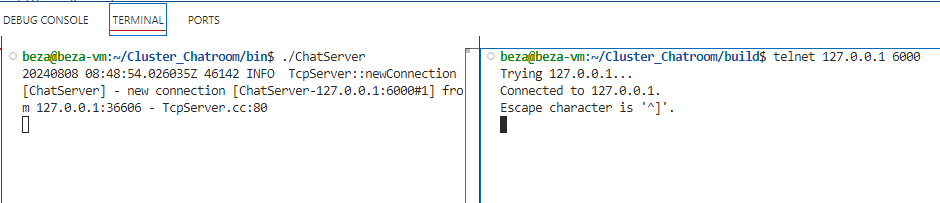 DEBUG CONSOLE TERMINAL PORTS
beza@beza-vm:~/Cluster_Chatroom/bin$ ./ChatServer
20240808 08:48:54.026035Z 46142 INFO  TcpServer::newConnection
[ChatServer] - new connection [ChatServer-127.0.0.1:6000#1] fro
m 127.0.0.1:36606 - TcpServer.cc:80
beza@beza-vm:~/Cluster_Chatroom/build$ telnet 127.0.0.1 6000
Trying 127.0.0.1...
Connected to 127.0.0.1.
Escape character is '^]'.